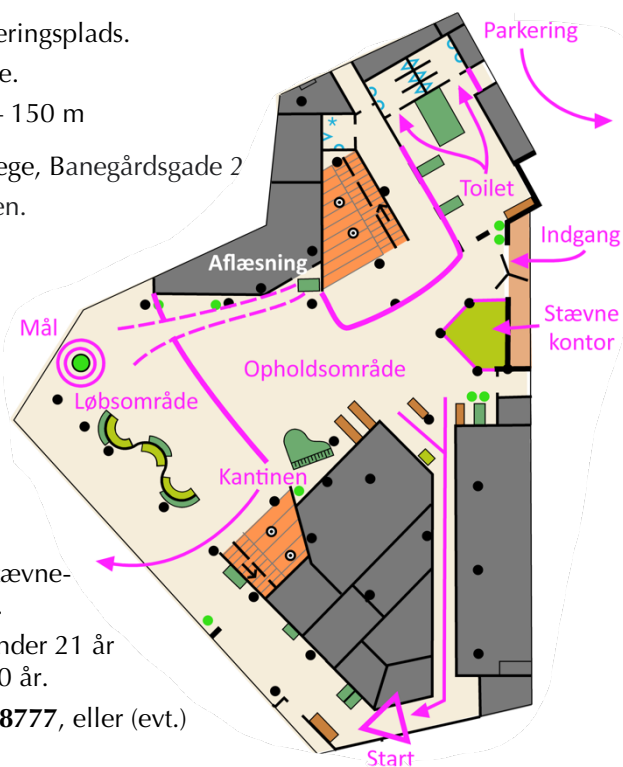 eringsplads.
e.
- 150 m
ege, Banegårdsgade 2
en.
Parkering
Toilet
Indgang
Aflæsning
Stævne
kontor
Mål
Opholdsområde
Løbsområde
Kantinen
tævne-
.
nder 21 år
0 år.
8777, eller (evt.)
Start